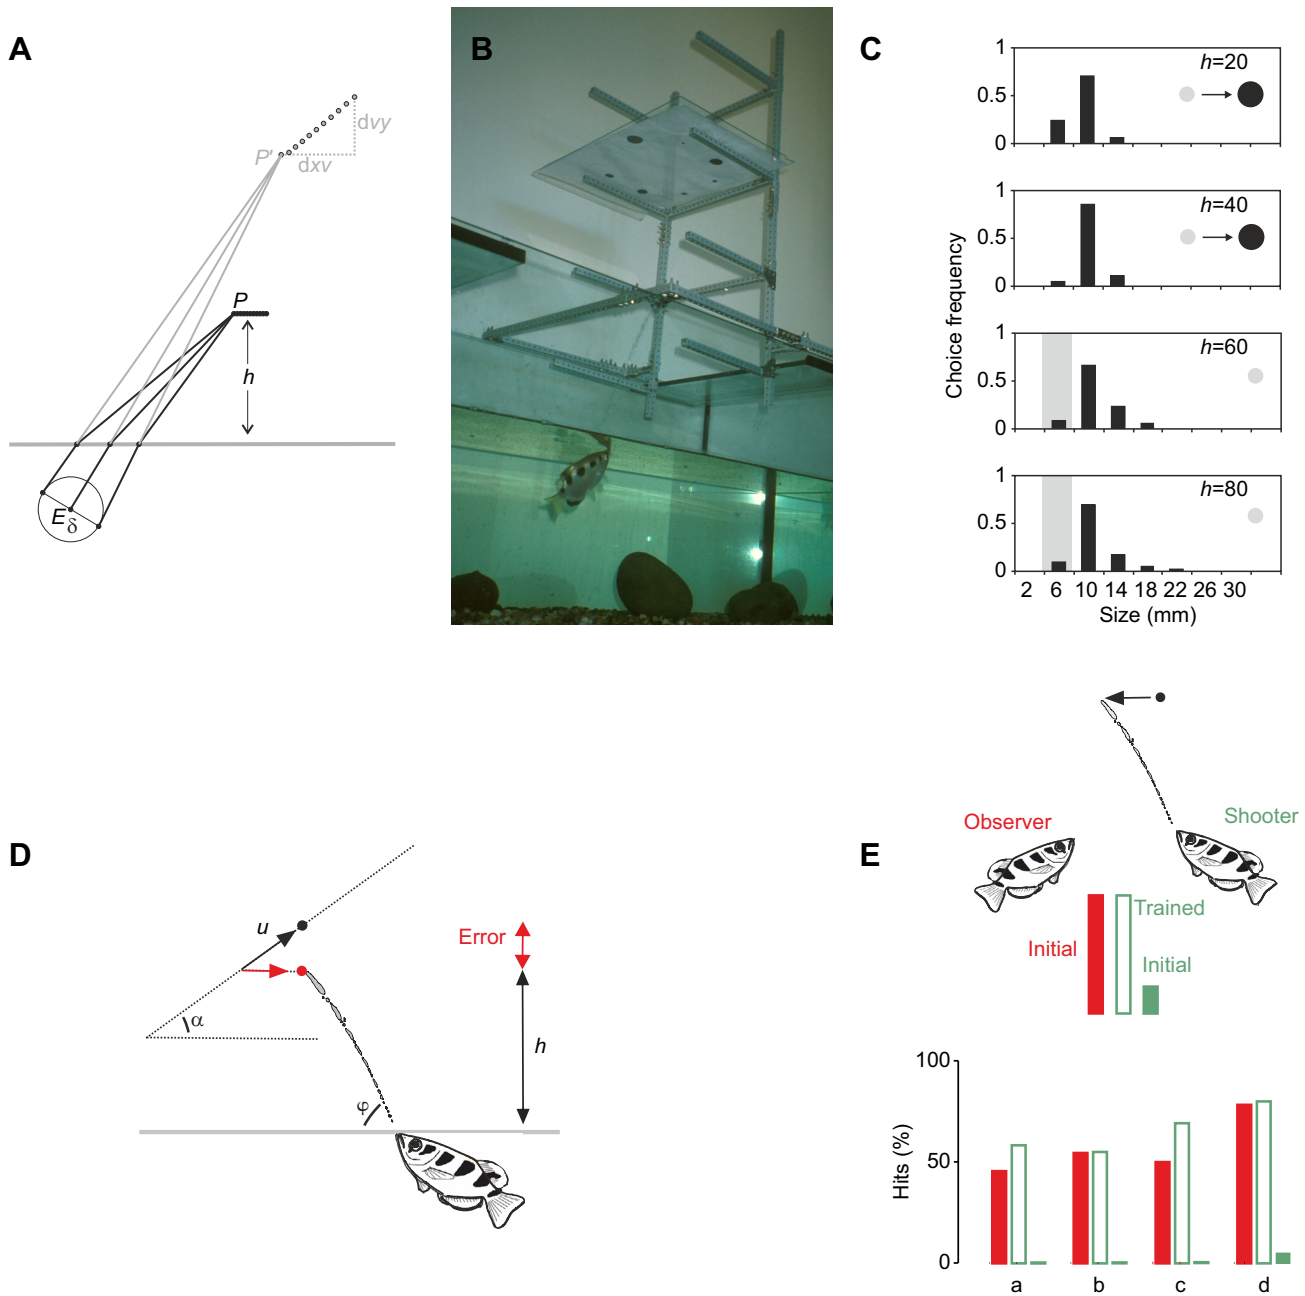 A
P'
dvy
dxv
P
h
E
δ
B
C
Choice frequency
1
0.5
0
h=20
1
0.5
0
h=40
1
0.5
0
h=60
1
0.5
0
h=80
2 6 10 14 18 22 26 30
Size (mm)
D
u
α
φ
Error
h
E
Observer
Shooter
Initial
Trained
Initial
Hits (%)
100
50
0
a b c d